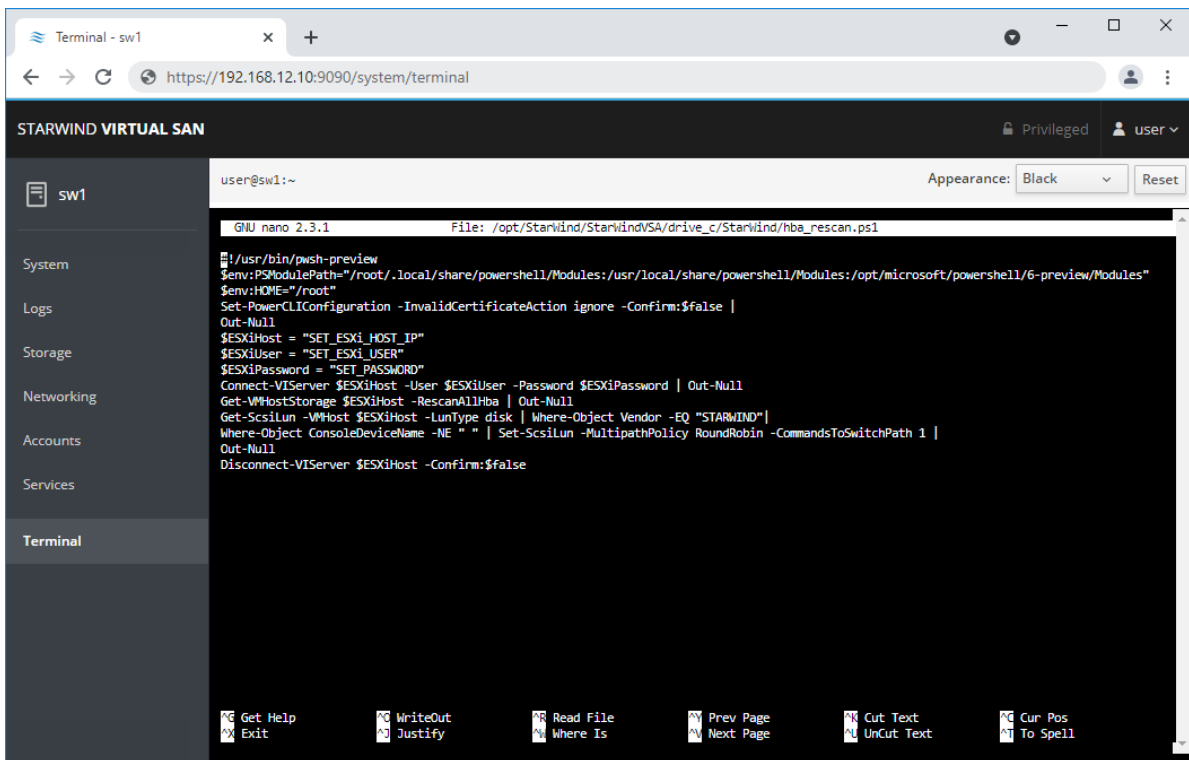 Terminal - sw1
https://192.168.12.10:9090/system/terminal
STARWIND VIRTUAL SAN
Privileged
user
sw1
System
Logs
Storage
Networking
Accounts
Services
Terminal
user@sw1:~
Appearance: Black
Reset
GNU nano 2.3.1 File: /opt/StarWind/StarWindVSA/drive_c/StarWind/hba_rescan.ps1
#!/usr/bin/pwsh-preview
$env:PSModulePath="/root/.local/share/powershell/Modules:/usr/local/share/powershell/Modules:/opt/microsoft/powershell/6-preview/Modules"
$env:HOME="/root"
Set-PowerCLIConfiguration -InvalidCertificateAction ignore -Confirm:$false |
Out-Null
$ESXiHost = "SET_ESXi_HOST_IP"
$ESXiUser = "SET_ESXi_USER"
$ESXiPassword = "SET_PASSWORD"
Connect-VIServer $ESXiHost -User $ESXiUser -Password $ESXiPassword | Out-Null
Get-VMHostStorage $ESXiHost -RescanAllHba | Out-Null
Get-ScsiLun -VMHost $ESXiHost -LunType disk | Where-Object Vendor -EQ "STARWIND"|
Where-Object ConsoleDeviceName -NE " " | Set-ScsiLun -MultipathPolicy RoundRobin -CommandsToSwitchPath 1 |
Out-Null
Disconnect-VIServer $ESXiHost -Confirm:$false
^G Get Help ^O WriteOut ^R Read File ^Y Prev Page ^K Cut Text ^C Cur Pos
^X Exit ^J Justify ^W Where Is ^V Next Page ^U UnCut Text ^T To Spell